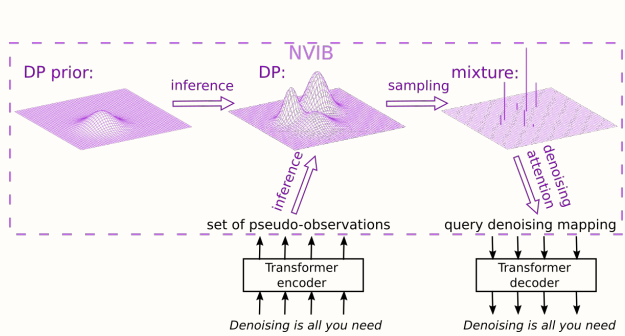 NVIB
DP prior:
inference
DP:
sampling
mixture:
inference
denoising
attention
set of pseudo-observations
query denoising mapping
Transformer
encoder
Transformer
decoder
Denoising is all you need
Denoising is all you need